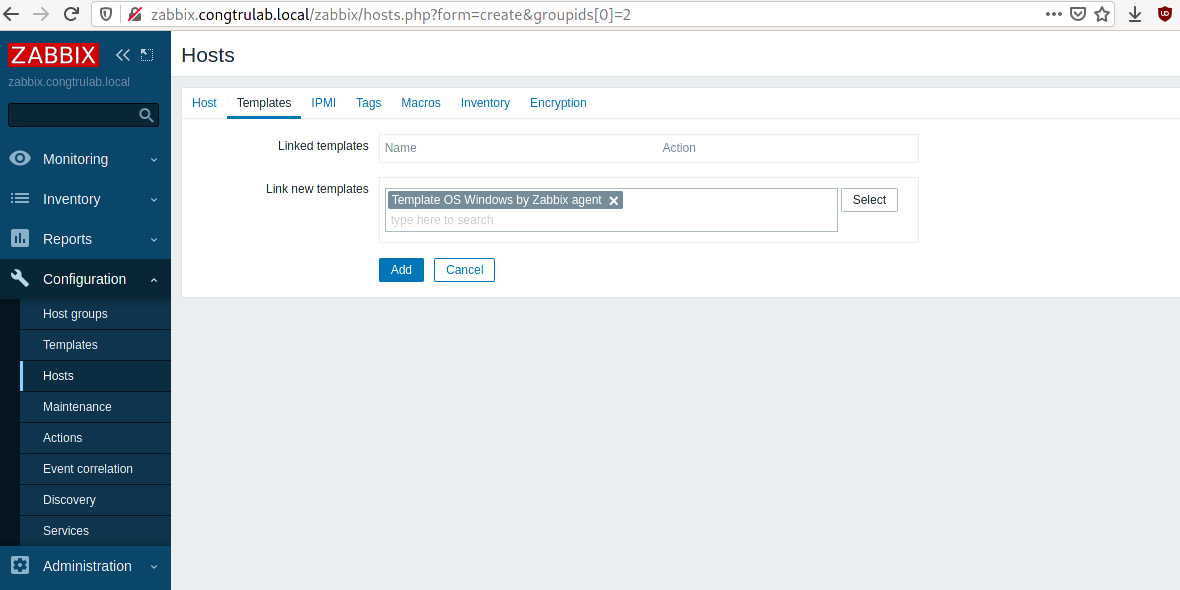 zabbix.congtrulab.local/zabbix/hosts.php?form=create&groupids[0]=2
ZABBIX
zabbix.congtrulab.local
Monitoring
Inventory
Reports
Configuration
Host groups
Templates
Hosts
Maintenance
Actions
Event correlation
Discovery
Services
Administration
Hosts
Host Templates IPMI Tags Macros Inventory Encryption
Linked templates Name Action
Link new templates Template OS Windows by Zabbix agent Select
type here to search
Add Cancel